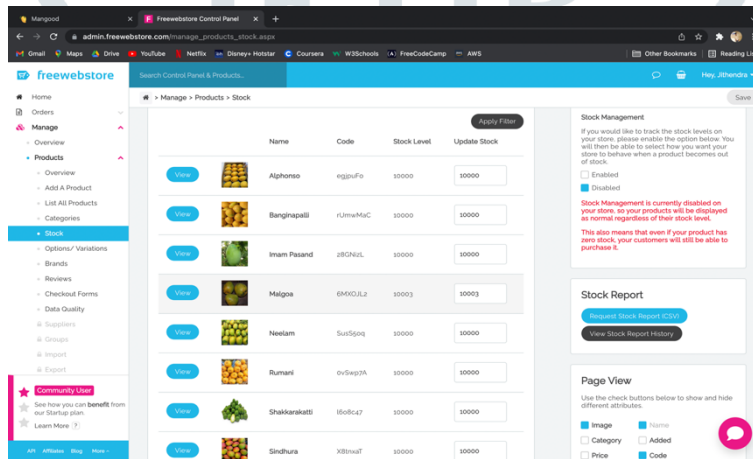 Mangood
Freewebstore Control Panel
admin.freewebstore.com/manage_products_stock.aspx
Gmail
Maps
Drive
YouTube
Netflix
Disney+ Hotstar
Coursera
W3Schools
FreeCodeCamp
AWS
Other Bookmarks
Reading Li
freewebstore
Search Control Panel & Products...
Hey, Jithendra
> Manage > Products > Stock
Save
Home
Orders
Manage
Overview
Products
Overview
Add A Product
List All Products
Categories
Stock
Options/ Variations
Brands
Reviews
Checkout Forms
Data Quality
Suppliers
Groups
Import
Export
Community User
See how you can benefit from
our Startup plan.
Learn More ?
API Affiliates Blog More
Apply Filter
Name Code Stock Level Update Stock
View Alphonso egjpuFo 10000 10000
View Banginapalli rUmwMaC 10000 10000
View Imam Pasand z8GNizL 10000 10000
View Malgoa 6MXOJL2 10003 10003
View Neelam SusS5oq 10000 10000
View Rumani 6vSwp7A 10000 10000
View Shakkarakatti l6o8c47 10000 10000
View Sindhura X8InxaT 10000 10000
Stock Management
If you would like to track the stock levels on
your store, please enable the option below. You
will then be able to select how you want your
store to behave when a product becomes out
of stock.
Enabled
Disabled
Stock Management is currently disabled on
your store, so your products will be displayed
as normal regardless of their stock level.
This also means that even if your product has
zero stock, your customers will still be able to
purchase it.
Stock Report
Request Stock Report (CSV)
View Stock Report History
Page View
Use the check buttons below to show and hide
different attributes.
Image Name
Category Added
Price Code